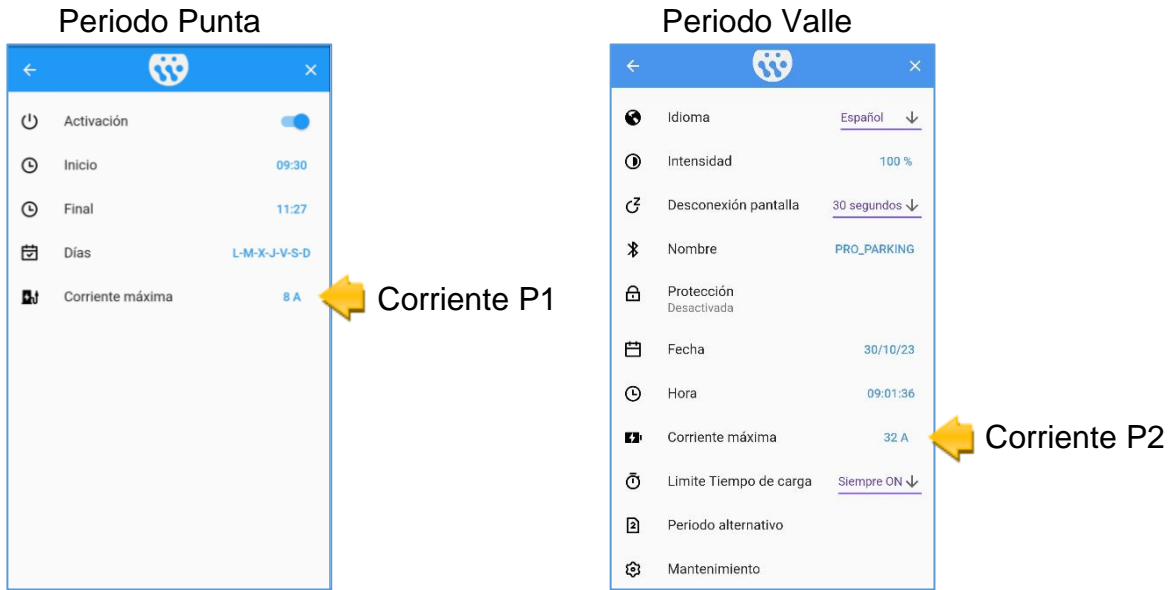 Periodo Punta
Activación
Inicio 09:30
Final 11:27
Días L-M-X-J-V-S-D
Corriente máxima 8 A
Corriente P1
Periodo Valle
Idioma Español
Intensidad 100 %
Desconexión pantalla 30 segundos
Nombre PRO_PARKING
Protección
Desactivada
Fecha 30/10/23
Hora 09:01:36
Corriente máxima 32 A
Corriente P2
Limite Tiempo de carga Siempre ON
2 Periodo alternativo
Mantenimiento